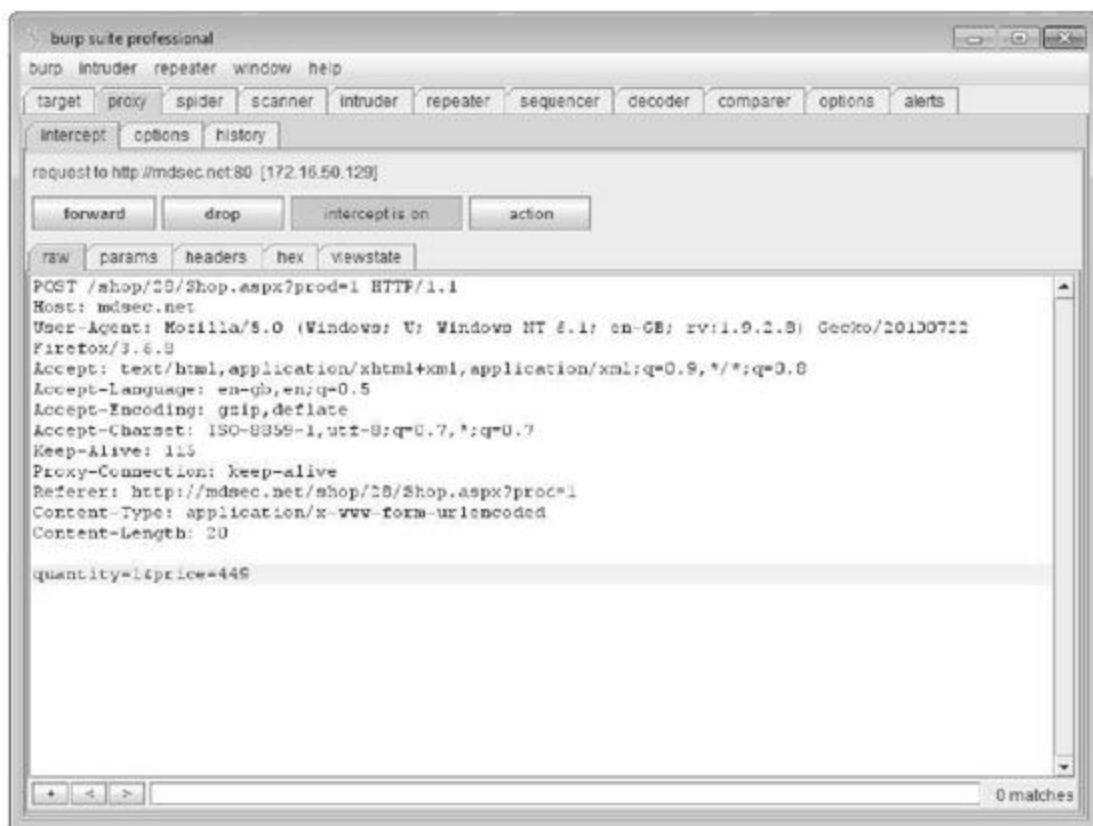 burp suite professional
burp intruder repeater window help
target proxy spider scanner intruder repeater sequencer decoder comparer options alerts
intercept options history
request to http://mdsec.net:80 [172.16.50.129]
forward drop intercept is on action
raw params headers hex viewstate
POST /shop/28/Shop.aspx?prod=1 HTTP/1.1
Host: mdsec.net
User-Agent: Mozilla/5.0 (Windows; U; Windows NT 6.1; en-GB; rv:1.9.2.8) Gecko/20100722
Firefox/3.6.8
Accept: text/html,application/xhtml+xml,application/xml;q=0.9,*/*;q=0.8
Accept-Language: en-gb,en;q=0.5
Accept-Encoding: gzip,deflate
Accept-Charset: ISO-8859-1,utf-8;q=0.7,*;q=0.7
Keep-Alive: 115
Proxy-Connection: keep-alive
Referer: http://mdsec.net/shop/28/Shop.aspx?prod=1
Content-Type: application/x-www-form-urlencoded
Content-Length: 20
quantity=1&price=449
+ < > 0 matches